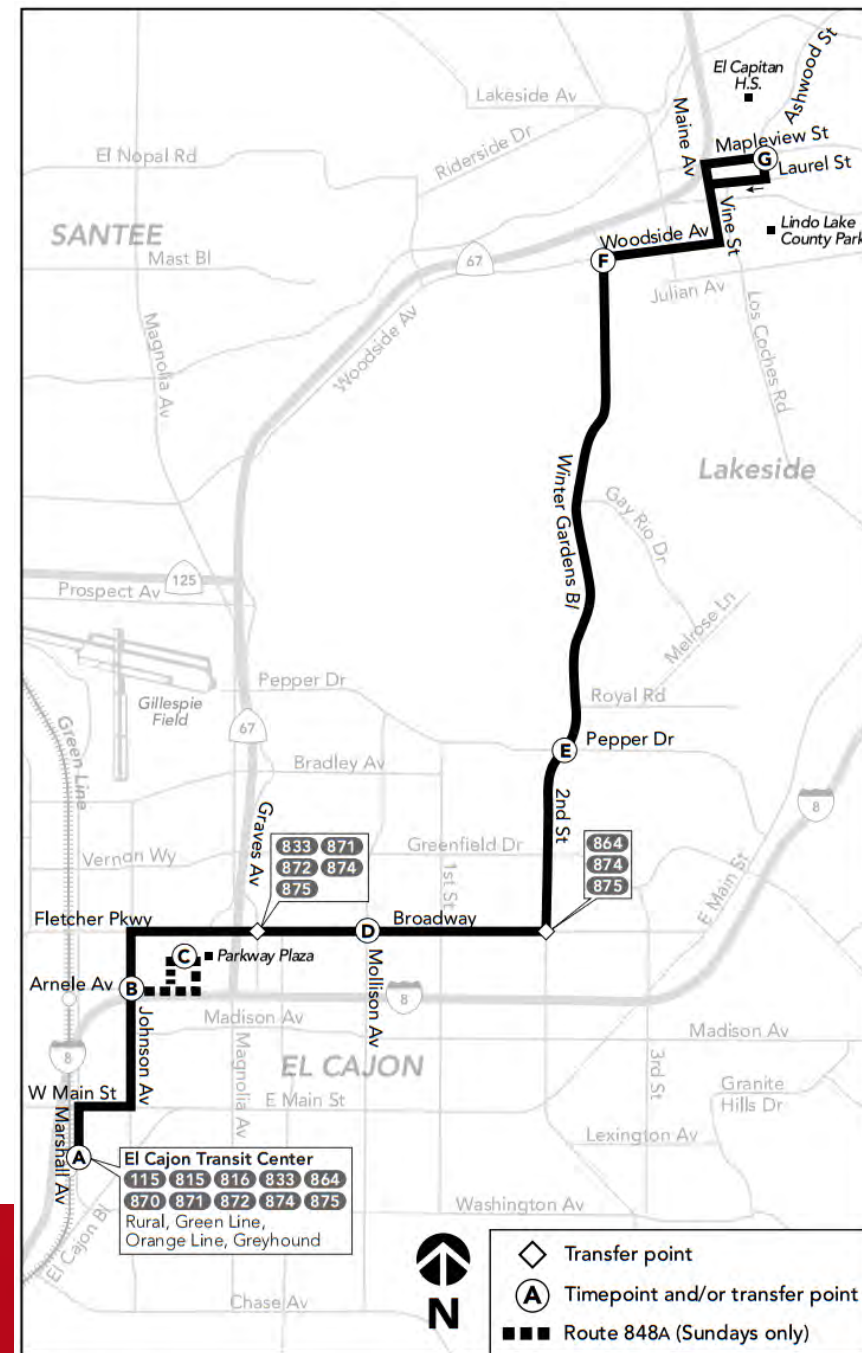 El Capitan
H.S.
Ashwood St
Lakeside Av
Maine Av
Mapleview St
G
Riderside Dr
El Nopal Rd
Laurel St
SANTEE
Vine St
Lindo Lake
County Park
Woodside Av
Mast Bl
67
F
Julian Av
Magnolia Av
Woodside Av
Los Coches Rd
Winter Gardens Bl
Lakeside
Gay Rio Dr
125
Prospect Av
Melrose Ln
Pepper Dr
Royal Rd
Gillespie
Field
Green Line
67
E
Pepper Dr
Bradley Av
2nd St
8
Graves Av
833 871
872 874
875
Greenfield Dr
864
874
875
Vernan Wy
1st St
E Main St
Fletcher Pkwy
D
Broadway
C
Parkway Plaza
Arnele Av
B
Mollison Av
8
Johnson Av
Madison Av
Madison Av
8
Magnolia Av
EL CAJON
3rd St
W Main St
E Main St
Granite
Hills Dr
Marshall Av
Lexington Av
A
El Cajon Transit Center
115 815 816 833 864
870 871 872 874 875
Rural, Green Line,
Orange Line, Greyhound
Washington Av
El Cajon Bl
Chase Av
N
Transfer point
A Timepoint and/or transfer point
Route 848A (Sundays only)